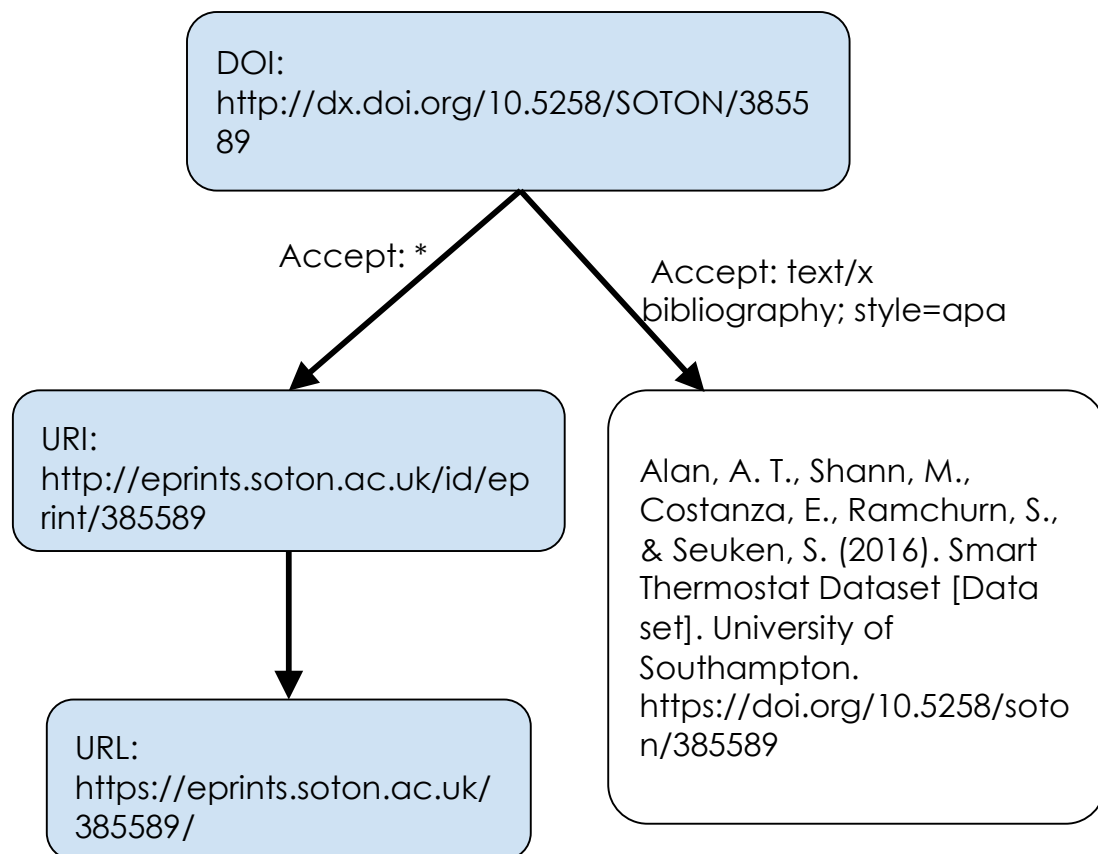 DOI:
http://dx.doi.org/10.5258/SOTON/3855
89
Accept: *
Accept: text/x
bibliography; style=apa
URI:
http://eprints.soton.ac.uk/id/ep
rint/385589
Alan, A. T., Shann, M.,
Costanza, E., Ramchurn, S.,
& Seuken, S. (2016). Smart
Thermostat Dataset [Data
set]. University of
Southampton.
https://doi.org/10.5258/soto
n/385589
URL:
https://eprints.soton.ac.uk/
385589/